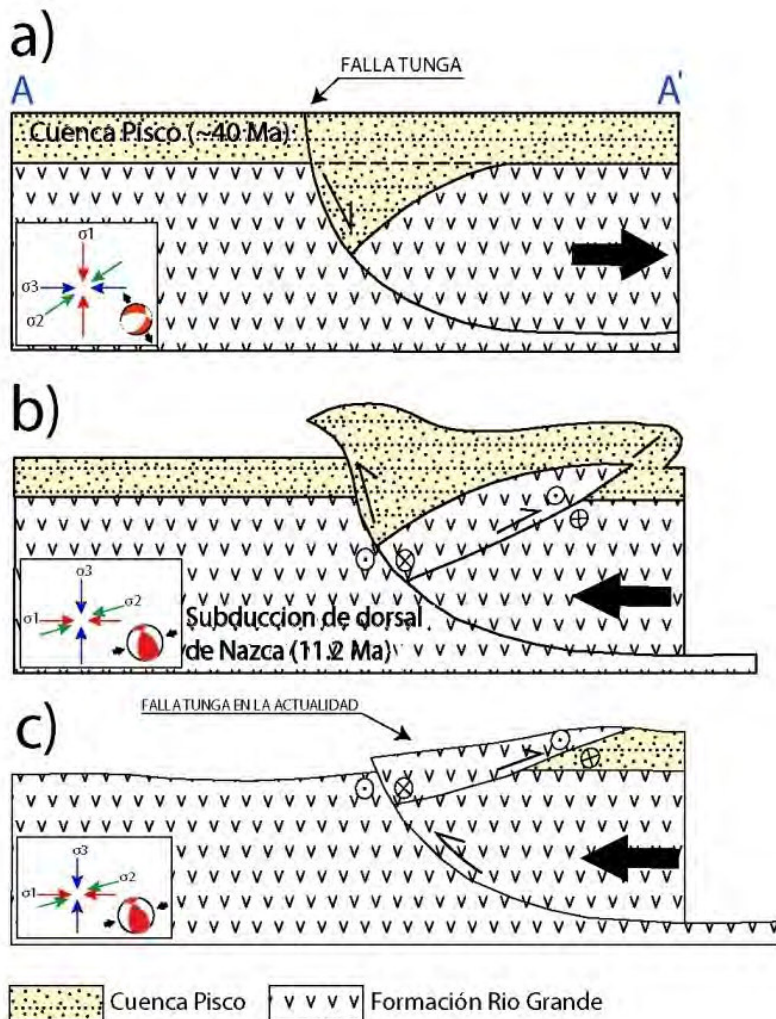 a)
FALLA TUNGA
A
A'
Cuenca Pisco (~40 Ma)
σ1
σ3
σ2
b)
σ3
σ2
σ1
Subduccion de dorsal
de Nazca (11.2 Ma)
FALLA TUNGA EN LA ACTUALIDAD
c)
σ3
σ2
σ1
Cuenca Pisco
Formación Rio Grande